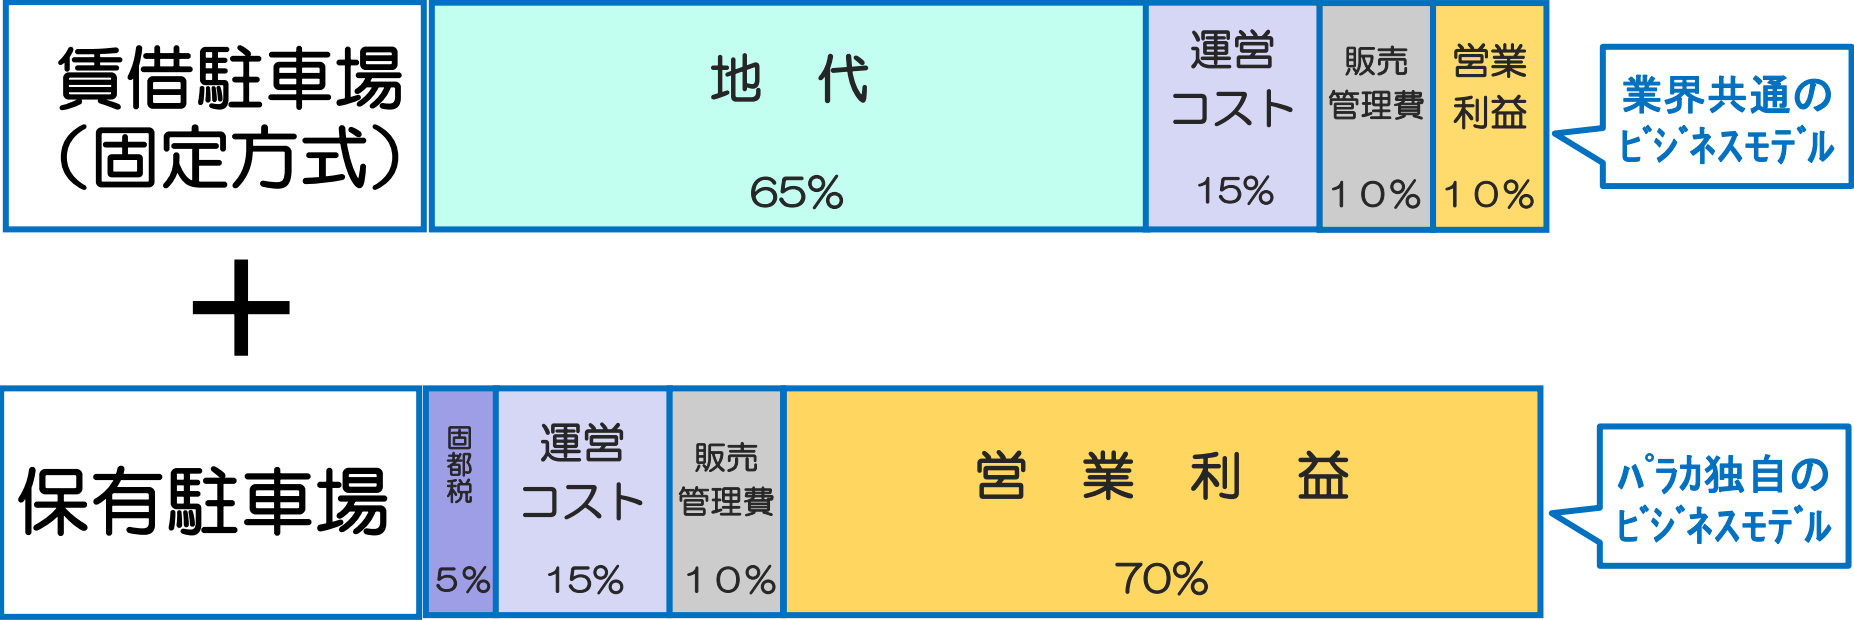 賃借駐車場
（固定方式）
地　代
65%
運営
コスト
15%
販売
管理費
１０%
営業
利益
１０%
業界共通の
ﾋﾞｼﾞﾈｽﾓﾃﾞﾙ
＋
保有駐車場
固
都
税
５%
運営
コスト
15%
販売
管理費
１０%
営　業　利　益
70%
ﾊﾟﾗｶ独自の
ﾋﾞｼﾞﾈｽﾓﾃﾞﾙ